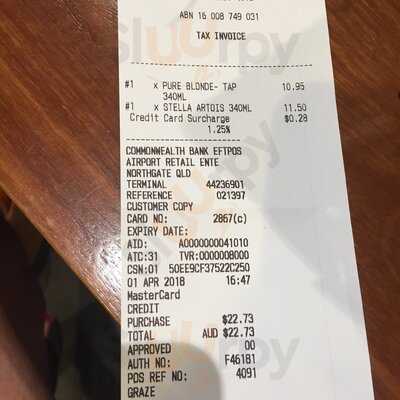 ABN 16 008 749 031
TAX INVOICE
#1 x PURE BLONDE- TAP 10.95
340ML
#1 x STELLA ARTOIS 340ML 11.50
Credit Card Surcharge $0.28
1.25%
COMMONWEALTH BANK EFTPOS
AIRPORT RETAIL ENTE
NORTHGATE QLD
TERMINAL 44236901
REFERENCE 021397
CUSTOMER COPY
CARD NO: 2867(c)
EXPIRY DATE:
AID: A0000000041010
ATC:31 TVR:0000008000
CSN:01 50EE9CF37522C250
01 APR 2018 16:47
MasterCard
CREDIT
PURCHASE $22.73
TOTAL AUD $22.73
APPROVED 00
AUTH NO: F46181
POS REF NO: 4091
GRAZE